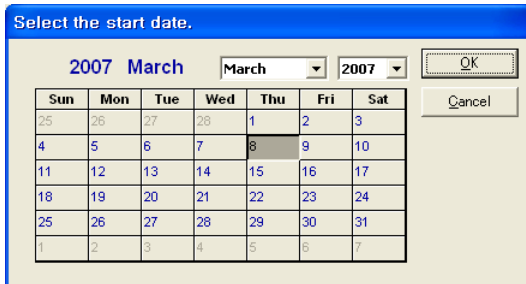 Select the start date.
2007 March March 2007 OK
Sun Mon Tue Wed Thu Fri Sat Cancel
25 26 27 28 1 2 3
4 5 6 7 8 9 10
11 12 13 14 15 16 17
18 19 20 21 22 23 24
25 26 27 28 29 30 31
1 2 3 4 5 6 7